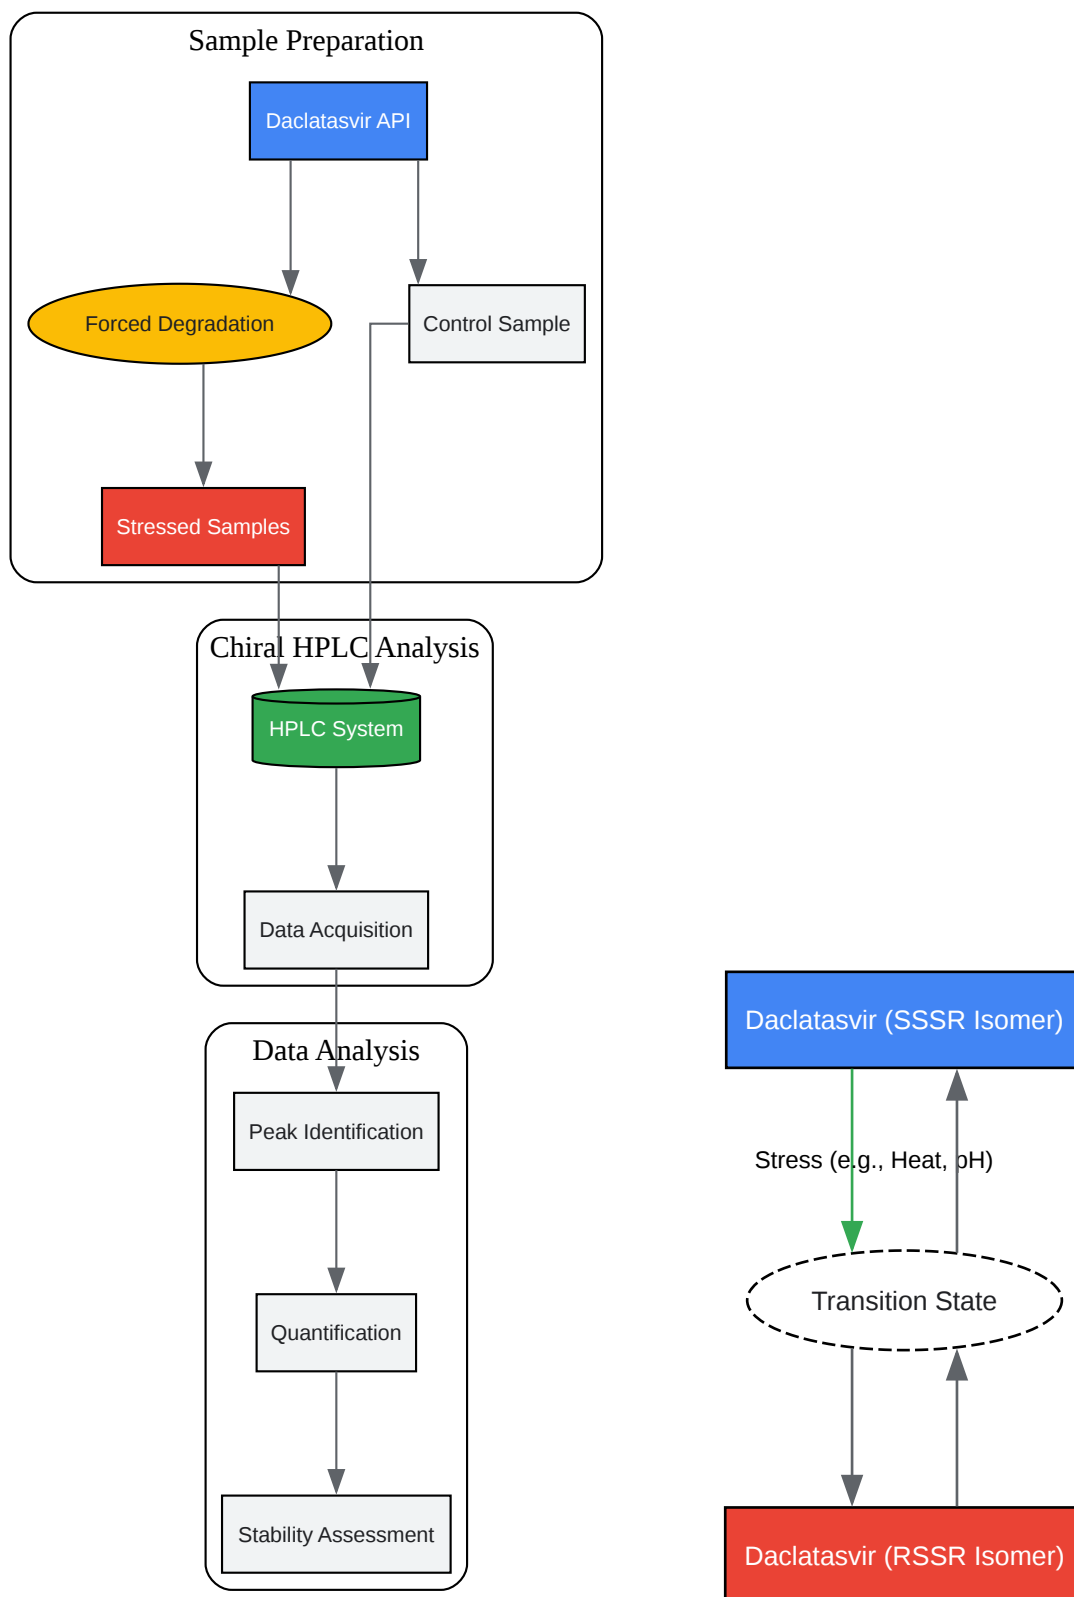 Sample Preparation
Daclatasvir API
Forced Degradation
Control Sample
Stressed Samples
Chiral HPLC Analysis
HPLC System
Data Acquisition
Data Analysis
Peak Identification
Quantification
Stability Assessment
Daclatasvir (SSSR Isomer)
Stress (e.g., Heat, pH)
Transition State
Daclatasvir (RSSR Isomer)